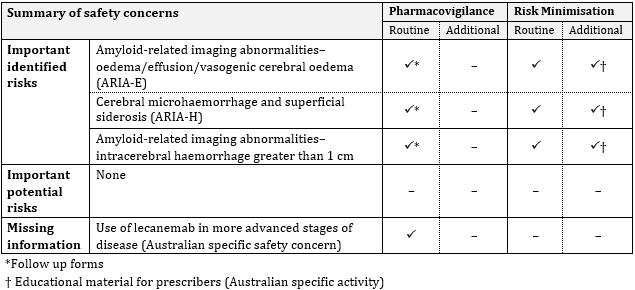 Summary of safety concerns Pharmacovigilance Risk Minimisation
Routine Additional Routine Additional
Important identified risks
Amyloid-related imaging abnormalities–
oedema/effusion/vasogenic cerebral oedema
(ARIA-E)
✓* – ✓ ✓†
Cerebral microhaemorrhage and superficial
siderosis (ARIA-H)
✓* – ✓ ✓†
Amyloid-related imaging abnormalities–
intracerebral haemorrhage greater than 1 cm
✓* – ✓ ✓†
Important potential risks
None
– – – –
Missing information
Use of lecanemab in more advanced stages of
disease (Australian specific safety concern)
✓ – – –
*Follow up forms
† Educational material for prescribers (Australian specific activity)